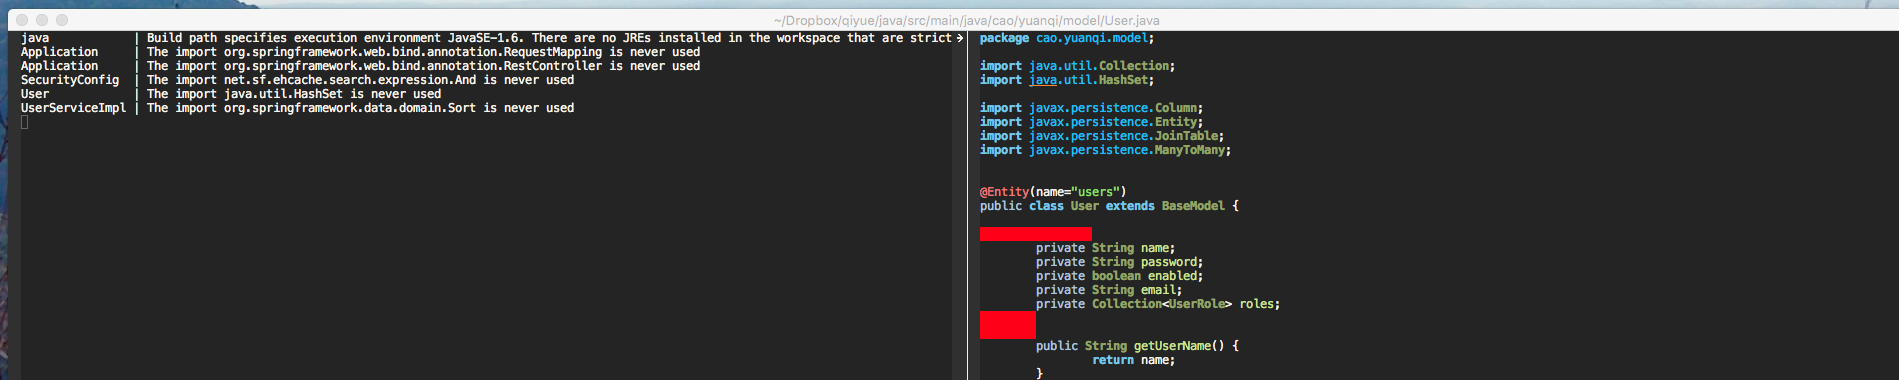 ~/Dropbox/qiyue/java/src/main/java/cao/yuanqi/model/User.java
java | Build path specifies execution environment JavaSE-1.6. There are no JREs installed in the workspace that are strict
Application | The import org.springframework.web.bind.annotation.RequestMapping is never used
Application | The import org.springframework.web.bind.annotation.RestController is never used
SecurityConfig | The import net.sf.ehcache.search.expression.And is never used
User | The import java.util.HashSet is never used
UserServiceImpl | The import org.springframework.data.domain.Sort is never used
package cao.yuanqi.model;
import java.util.Collection;
import java.util.HashSet;
import javax.persistence.Column;
import javax.persistence.Entity;
import javax.persistence.JoinTable;
import javax.persistence.ManyToMany;
@Entity(name="users")
public class User extends BaseModel {
private String name;
private String password;
private boolean enabled;
private String email;
private Collection<UserRole> roles;
public String getUserName() {
return name;
}